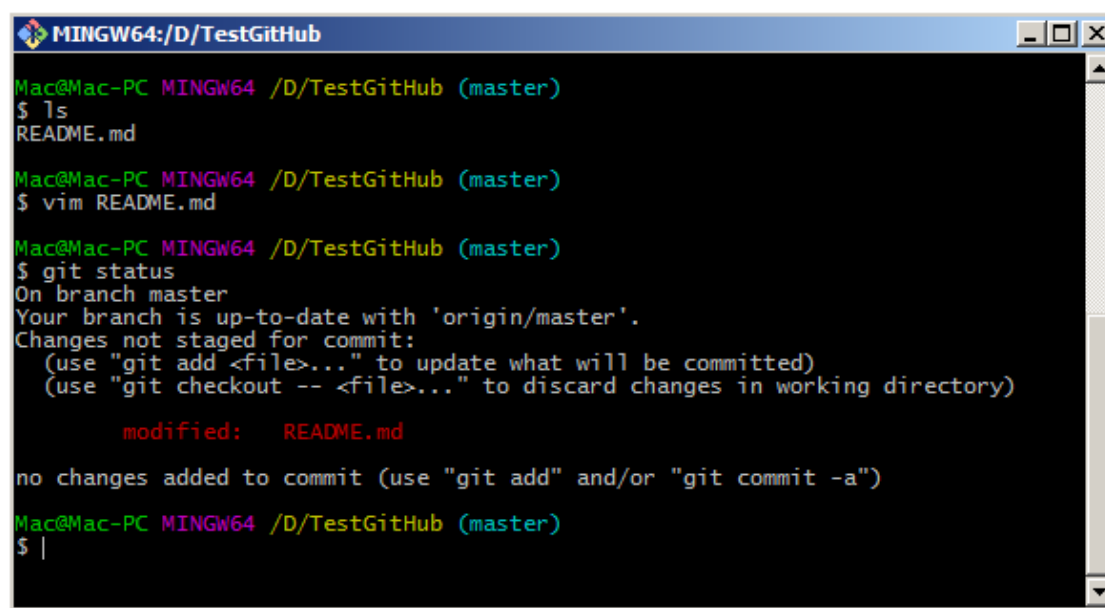 MINGW64:/D/TestGitHub
Mac@Mac-PC MINGW64 /D/TestGitHub (master)
$ ls
README.md
Mac@Mac-PC MINGW64 /D/TestGitHub (master)
$ vim README.md
Mac@Mac-PC MINGW64 /D/TestGitHub (master)
$ git status
On branch master
Your branch is up-to-date with 'origin/master'.
Changes not staged for commit:
  (use "git add <file>..." to update what will be committed)
  (use "git checkout -- <file>..." to discard changes in working directory)
        modified:   README.md
no changes added to commit (use "git add" and/or "git commit -a")
Mac@Mac-PC MINGW64 /D/TestGitHub (master)
$